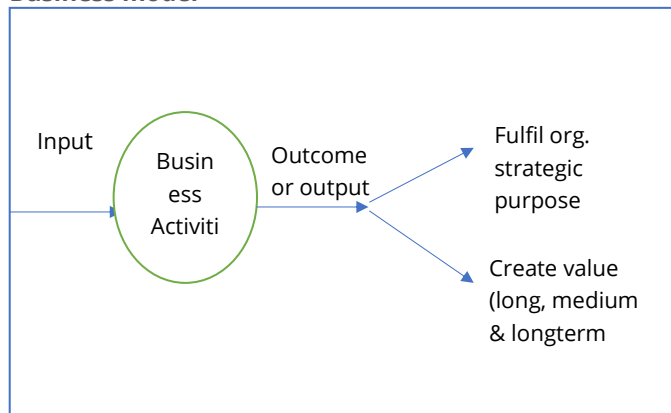 Business Model
Input
Busin
ess
Activiti
Outcome
or output
Fulfil org.
strategic
purpose
Create value
(long, medium
& longterm